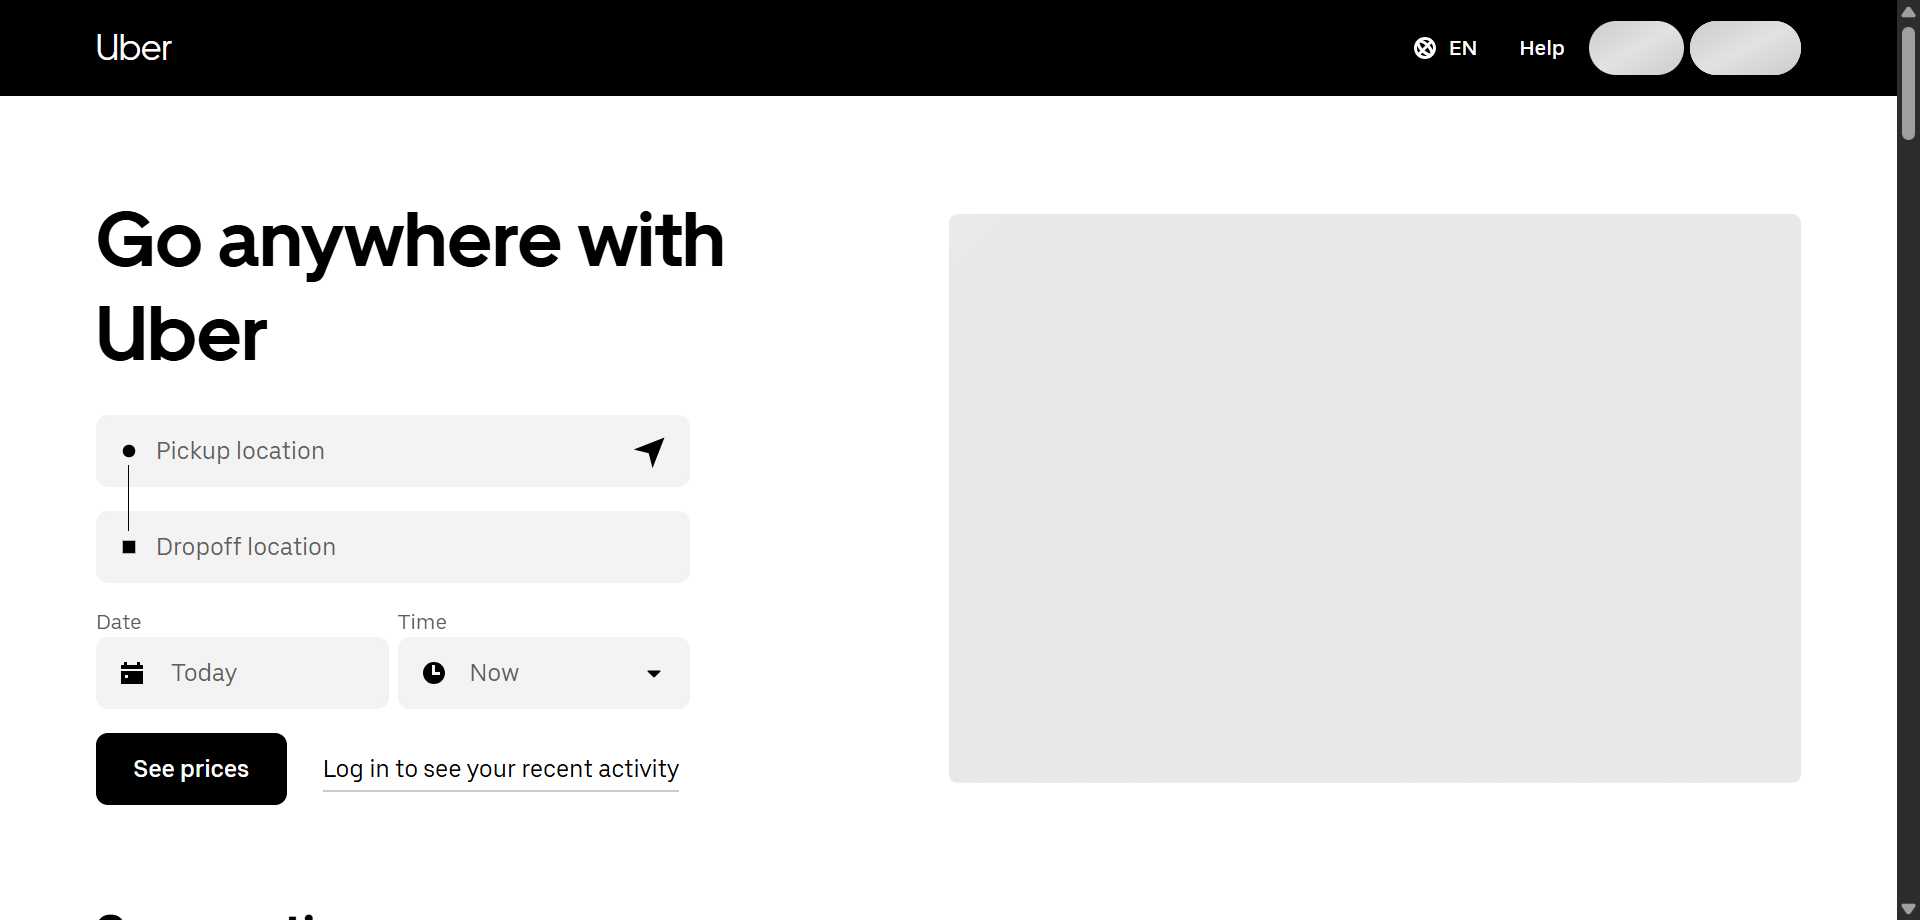 Uber
EN
Help
Go anywhere with
Uber
Pickup location
Dropoff location
Date
Time
Today
Now
See prices
Log in to see your recent activity